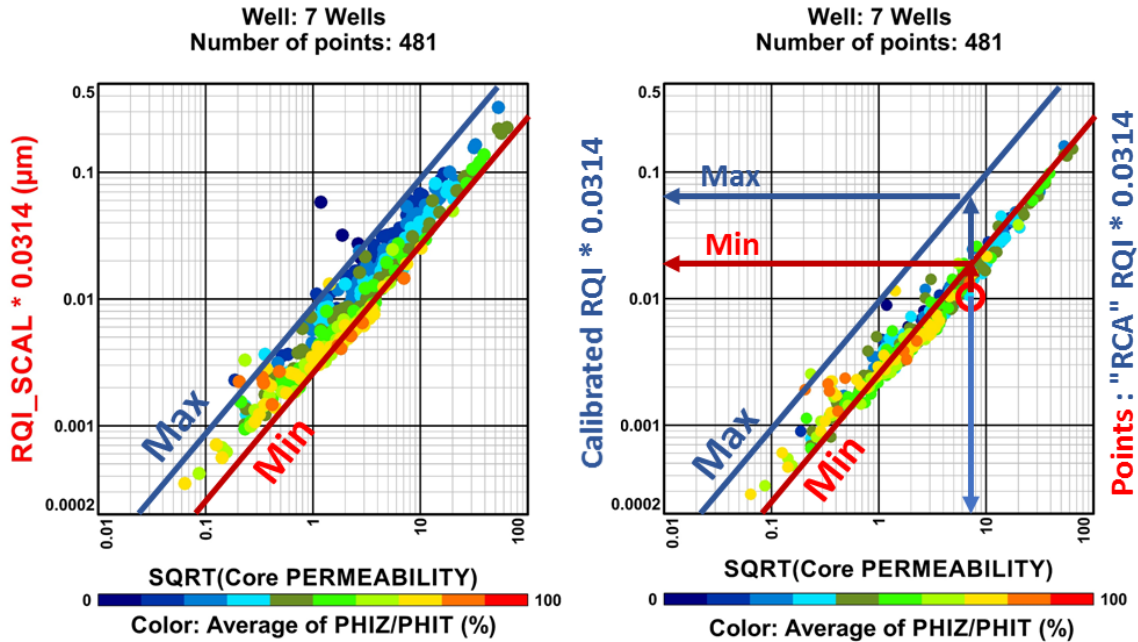 Well: 7 Wells
Number of points: 481
RQI_SCAL * 0.0314 (µm)
0.5
0.1
0.01
0.001
0.0002
Max
Min
0.01
0.1
1
10
100
SQRT(Core PERMEABILITY)
0
100
Color: Average of PHIZ/PHIT (%)
Well: 7 Wells
Number of points: 481
Calibrated RQI * 0.0314
0.5
0.1
0.01
0.001
0.0002
Max
Min
Max
Min
0.01
0.1
1
10
100
Points : "RCA" RQI * 0.0314
SQRT(Core PERMEABILITY)
0
100
Color: Average of PHIZ/PHIT (%)